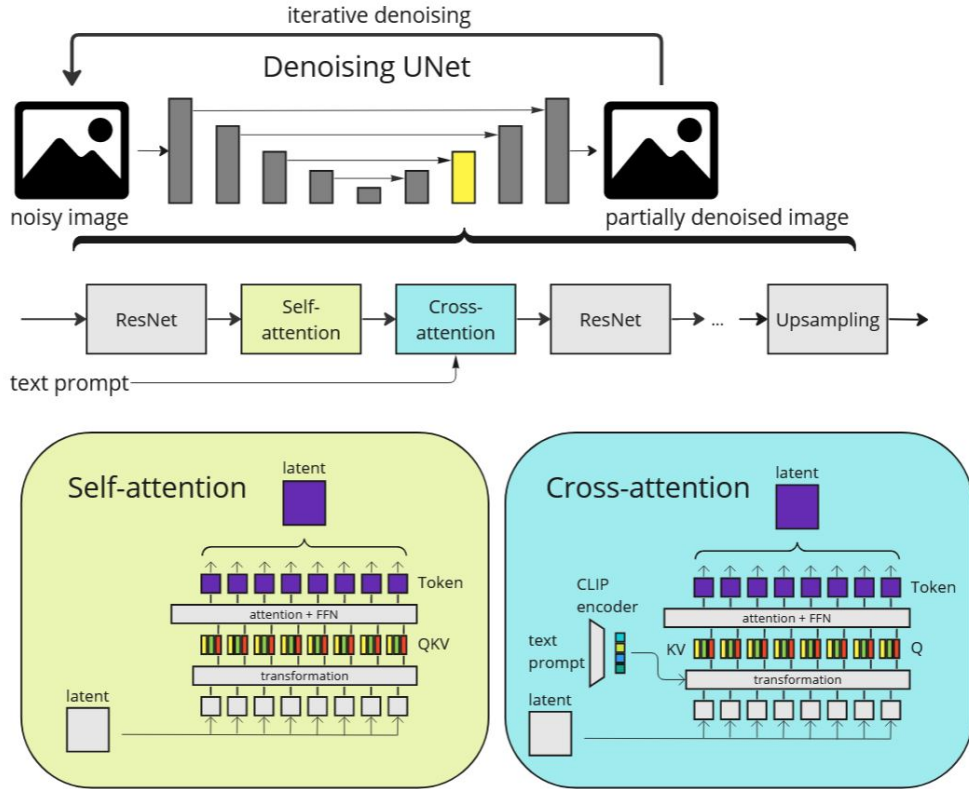 iterative denoising
Denoising UNet
noisy image
partially denoised image
ResNet
Self-
attention
Cross-
attention
ResNet
...
Upsampling
text prompt
Self-attention
latent
Token
attention + FFN
QKV
transformation
latent
Cross-attention
latent
CLIP
encoder
Token
attention + FFN
text
prompt
KV
Q
transformation
latent